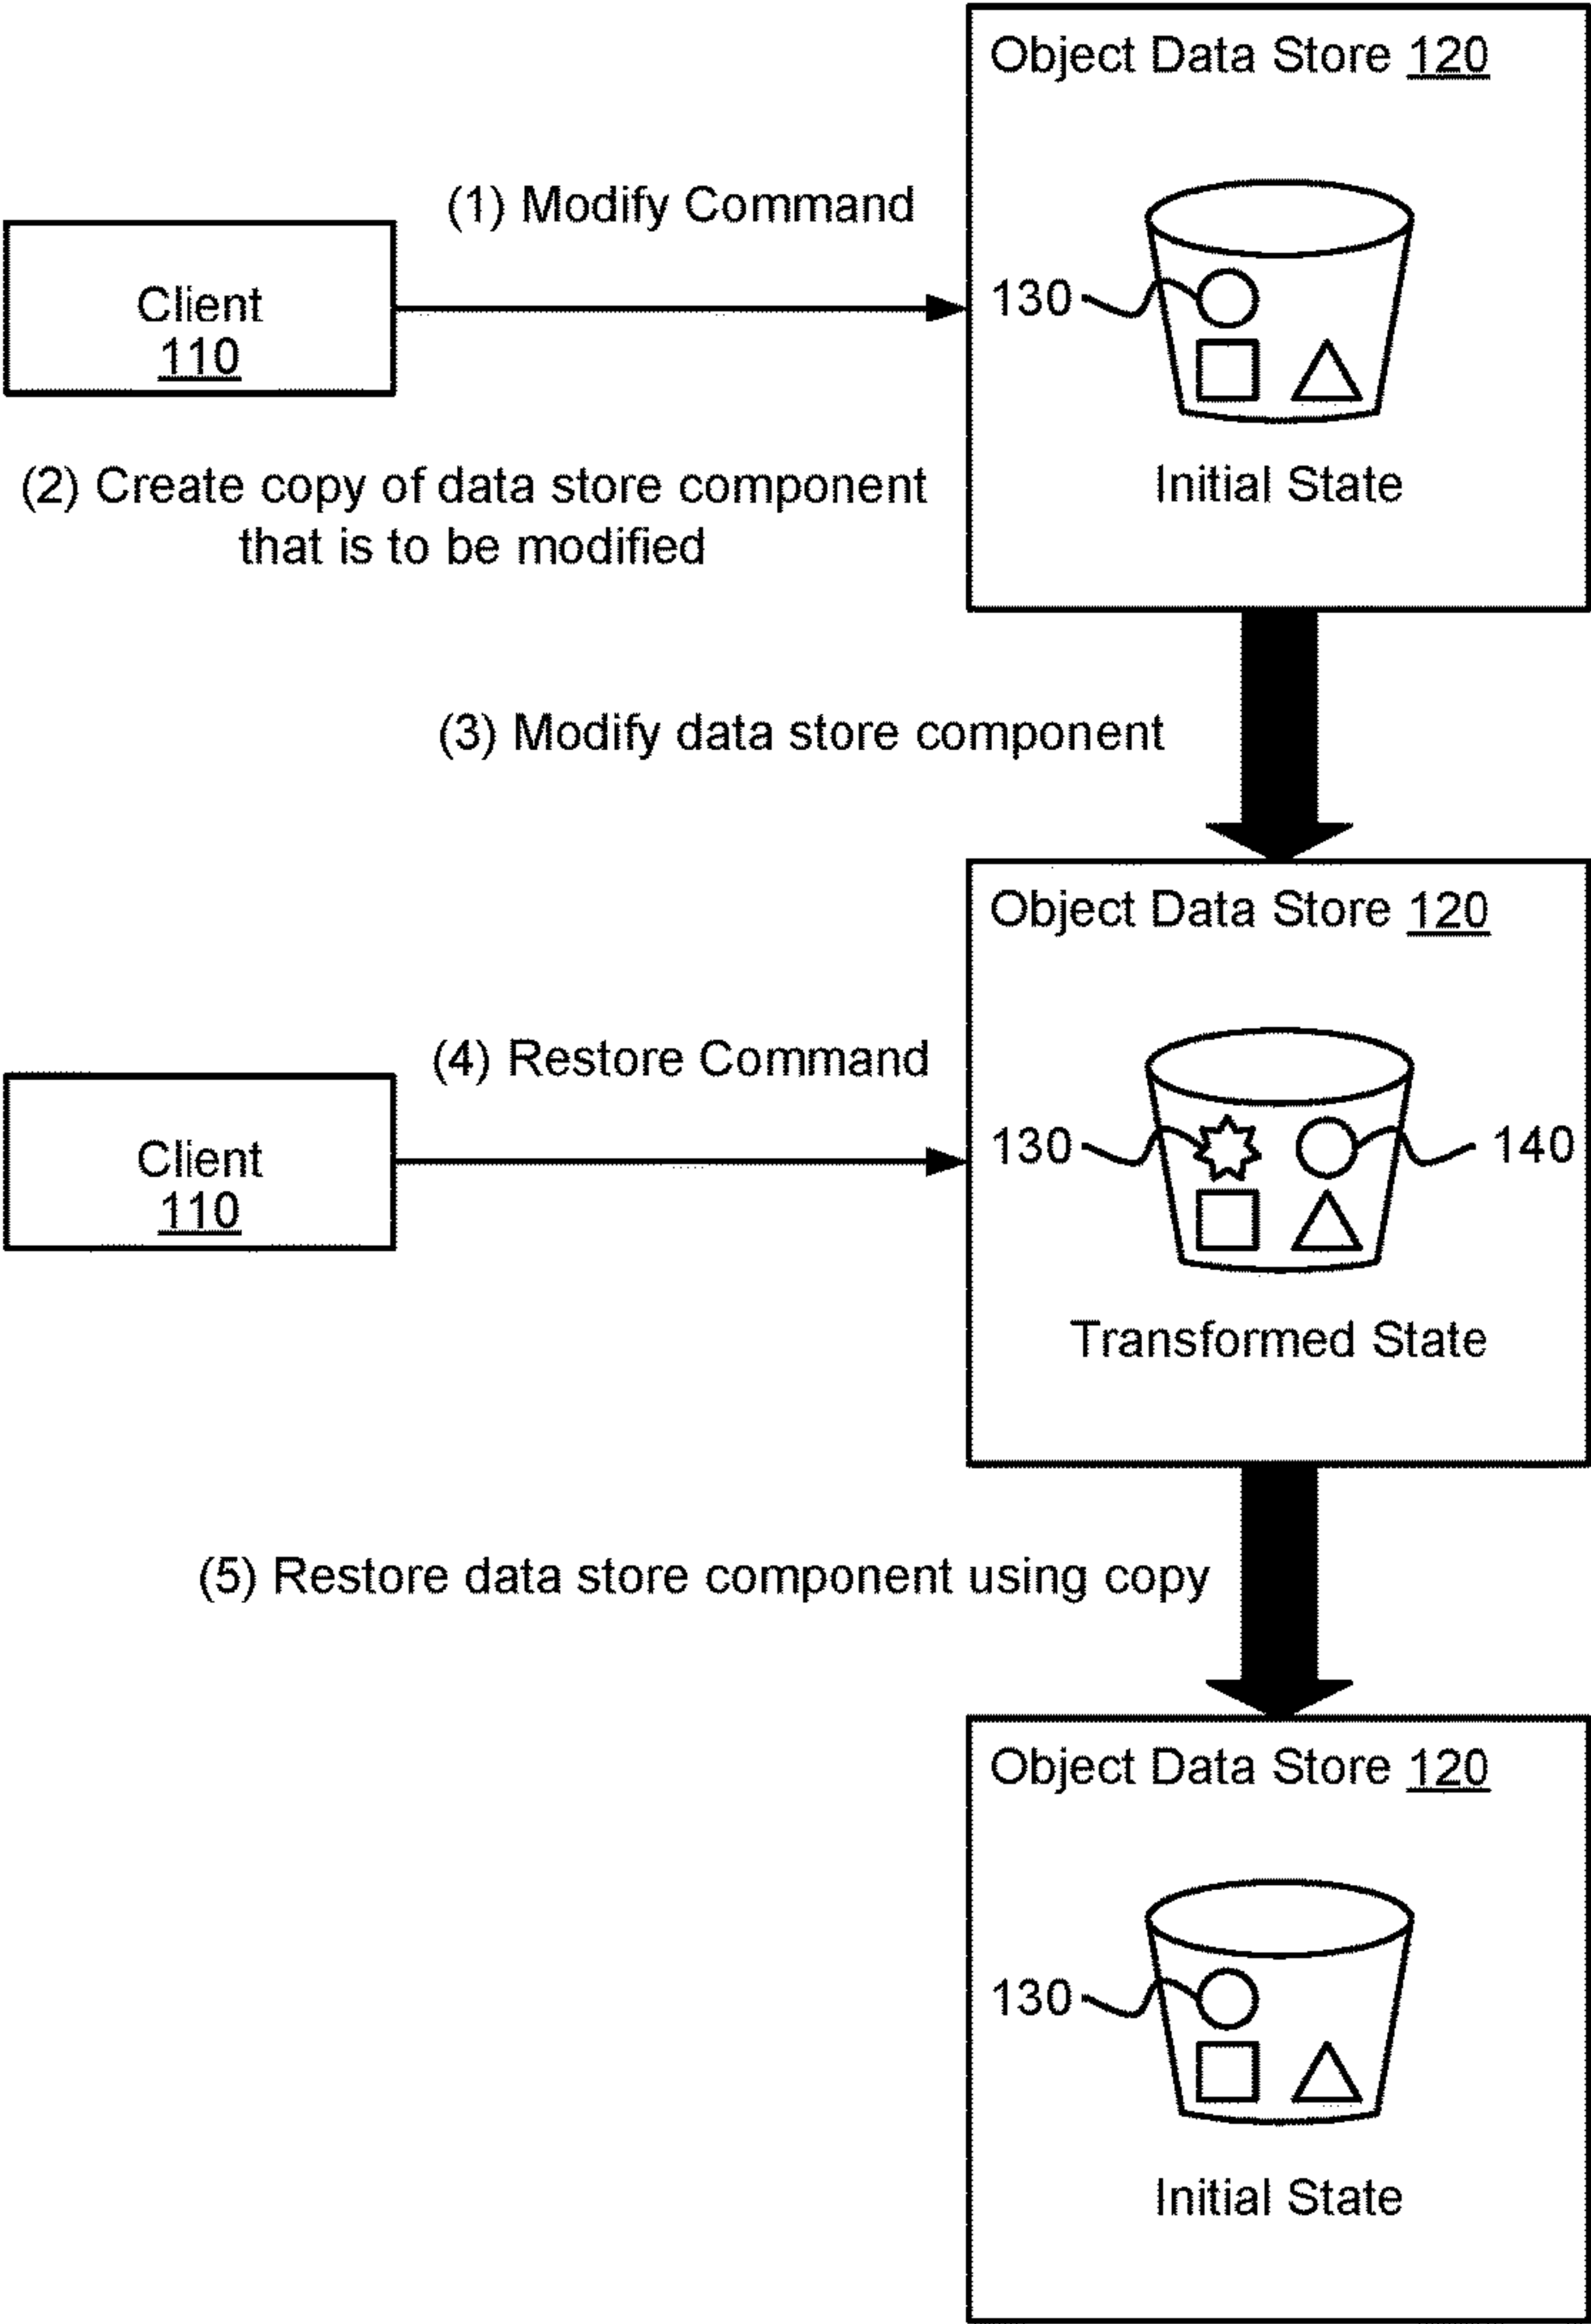 Object Data Store 120
(1) Modify Command
Client
110
130
(2) Create copy of data store component
that is to be modified
Initial State
(3) Modify data store component
Object Data Store 120
(4) Restore Command
Client
110
130
140
Transformed State
(5) Restore data store component using copy
Object Data Store 120
130
Initial State